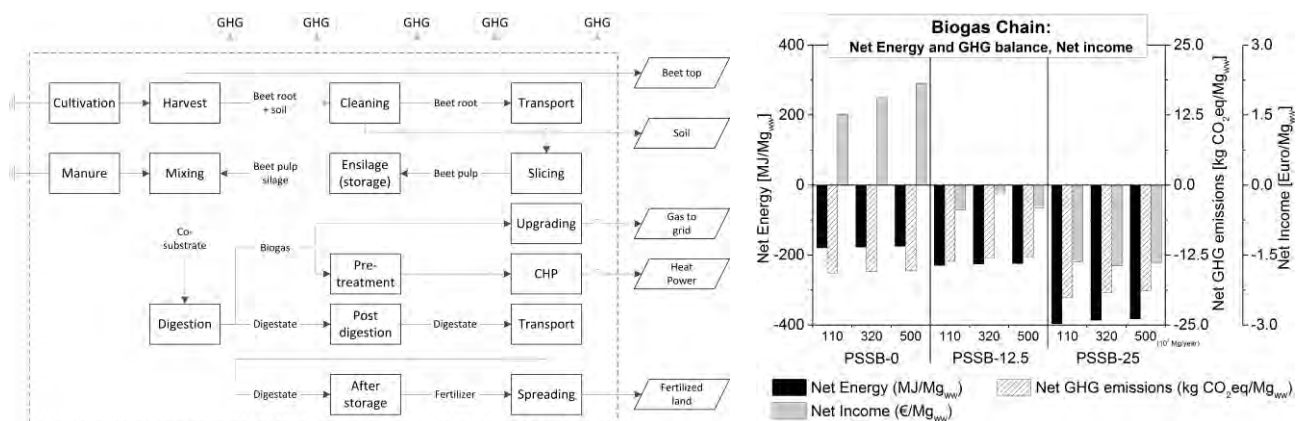 GHG GHG GHG GHG GHG
Beet top
Cultivation Harvest Beet root Cleaning Beet root Transport
+ soil
Soil
Manure Mixing Beet pulp Ensilage Beet pulp Slicing
silage (storage)
Upgrading Gas to
grid
Co-
substrate
Biogas
Pre-
treatment
CHP Heat
Power
Digestion Digestate Post
digestion
Digestate Transport
Digestate After
storage
Fertilizer Spreading Fertilized
land
Biogas Chain:
Net Energy and GHG balance, Net income
Net Energy [MJ/Mgww]
400
200
0
-200
-400
25.0
12.5
0.0
-12.5
-25.0
Net GHG emissions [kg CO2eq/Mgww]
3.0
1.5
0.0
-1.5
-3.0
Net Income [Euro/Mgww]
110 320 500 110 320 500 110 320 500
PSSB-0 PSSB-12.5 PSSB-25
Net Energy (MJ/Mgww) Net GHG emissions (kg CO2eq/Mgww)
Net Income (€/Mgww)